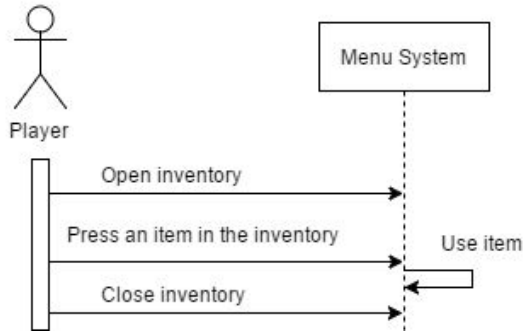 Menu System
Player
Open inventory
Press an item in the inventory
Use item
Close inventory